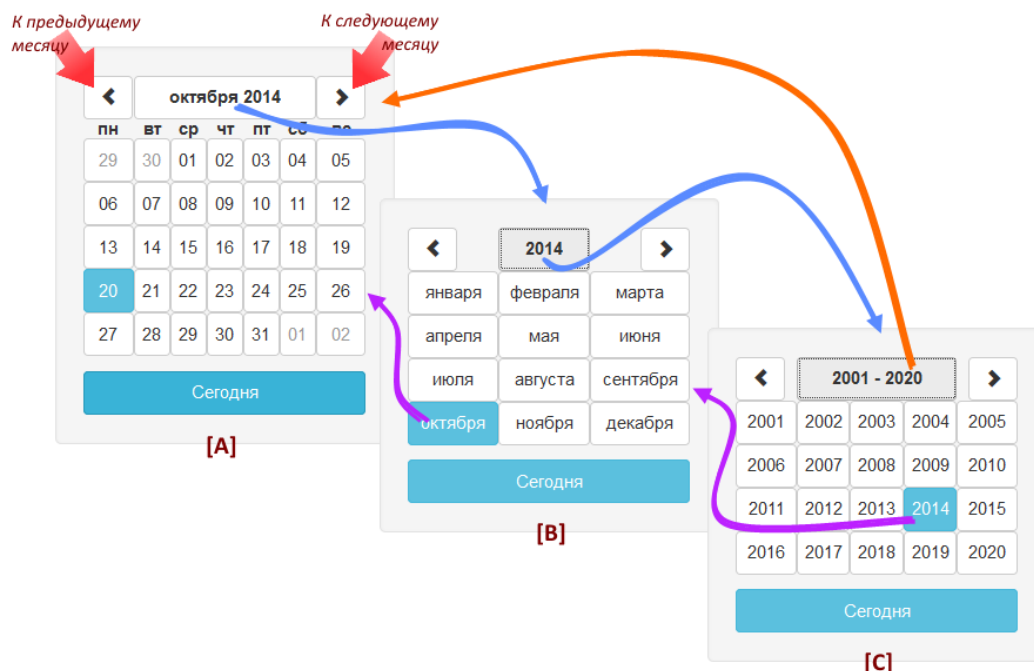 К предыдущему
месяцу
К следующему
месяцу
октября 2014
пн вт ср чт пт сб вс
29 30 01 02 03 04 05
06 07 08 09 10 11 12
13 14 15 16 17 18 19
20 21 22 23 24 25 26
27 28 29 30 31 01 02
Сегодня
[A]
2014
января февраля марта
апреля мая июня
июля августа сентября
октября ноября декабря
Сегодня
[B]
2001 - 2020
2001 2002 2003 2004 2005
2006 2007 2008 2009 2010
2011 2012 2013 2014 2015
2016 2017 2018 2019 2020
Сегодня
[C]